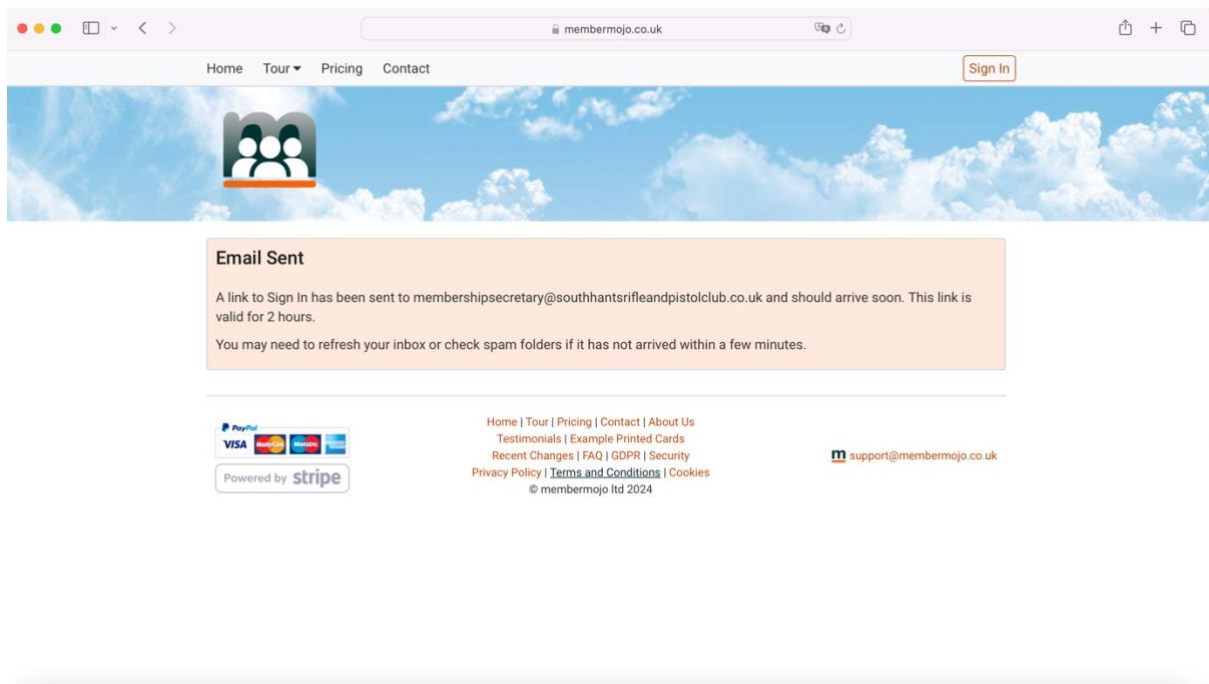 membermojo.co.uk
Home Tour Pricing Contact Sign In
Email Sent
A link to Sign In has been sent to membershipsecretary@southhantsrifleandpistolclub.co.uk and should arrive soon. This link is
valid for 2 hours.
You may need to refresh your inbox or check spam folders if it has not arrived within a few minutes.
PayPal
VISA MasterCard Maestro
Powered by stripe
Home | Tour | Pricing | Contact | About Us
Testimonials | Example Printed Cards
Recent Changes | FAQ | GDPR | Security
Privacy Policy | Terms and Conditions | Cookies
© membermojo ltd 2024
m support@membermojo.co.uk